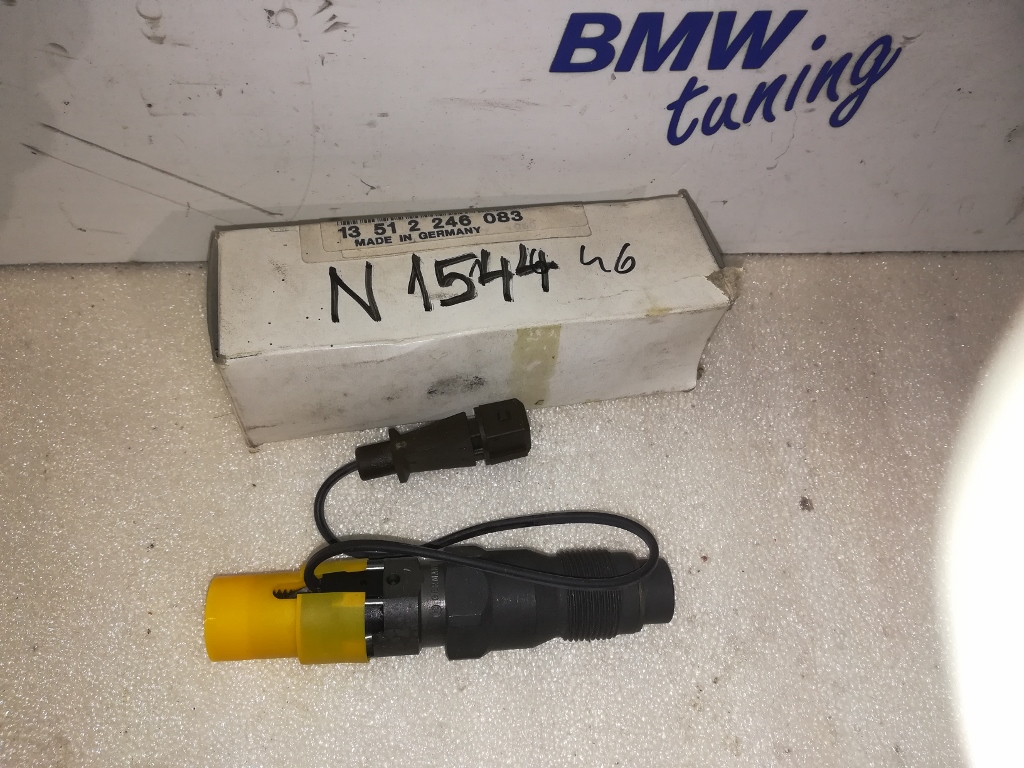 BMW
tuning
13 51 2 246 083
MADE IN GERMANY
N 1544 46